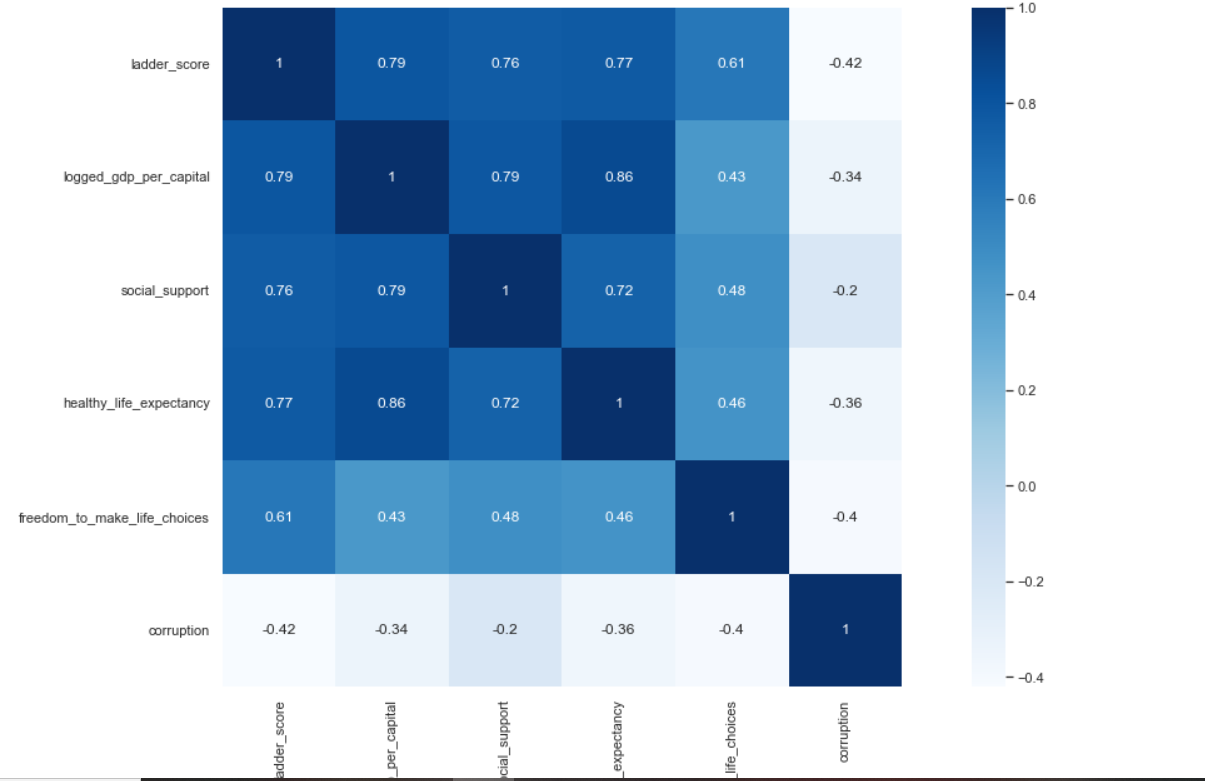 1.0
ladder_score 1 0.79 0.76 0.77 0.61 -0.42
0.8
logged_gdp_per_capital 0.79 1 0.79 0.86 0.43 -0.34
0.6
social_support 0.76 0.79 1 0.72 0.48 -0.2
0.4
healthy_life_expectancy 0.77 0.86 0.72 1 0.46 -0.36
0.2
0.0
freedom_to_make_life_choices 0.61 0.43 0.48 0.46 1 -0.4
−0.2
corruption -0.42 -0.34 -0.2 -0.36 -0.4 1
−0.4
adder_score
_per_capital
cial_support
_expectancy
_life_choices
corruption